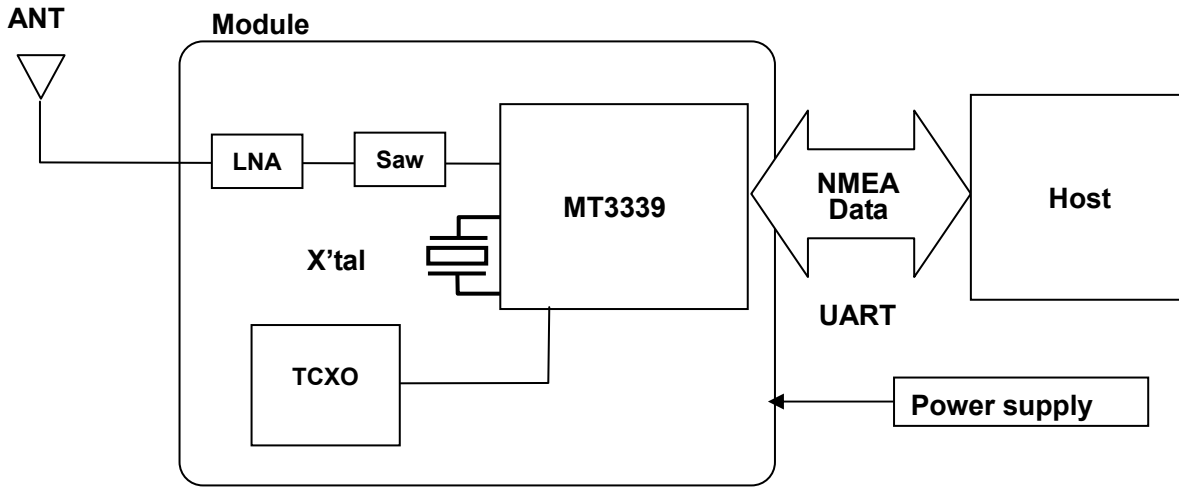 ANT
Module
LNA
Saw
MT3339
NMEA
Data
Host
X’tal
UART
TCXO
Power supply